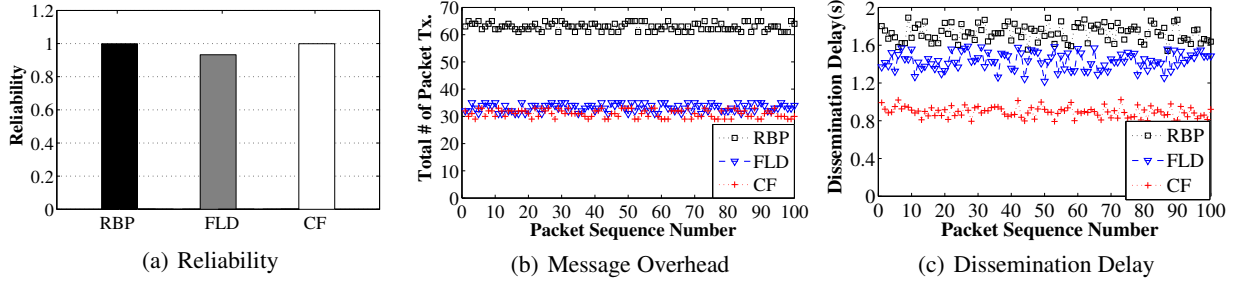 1.2
1
0.8
0.6
0.4
0.2
0
Reliability
RBP FLD CF
(a) Reliability
70
60
50
40
30
20
10
0
Total # of Packet Tx.
RBP
FLD
CF
0 10 20 30 40 50 60 70 80 90 100
Packet Sequence Number
(b) Message Overhead
2
1.6
1.2
0.8
0.4
0
Dissemination Delay(s)
RBP
FLD
CF
0 10 20 30 40 50 60 70 80 90 100
Packet Sequence Number
(c) Dissemination Delay